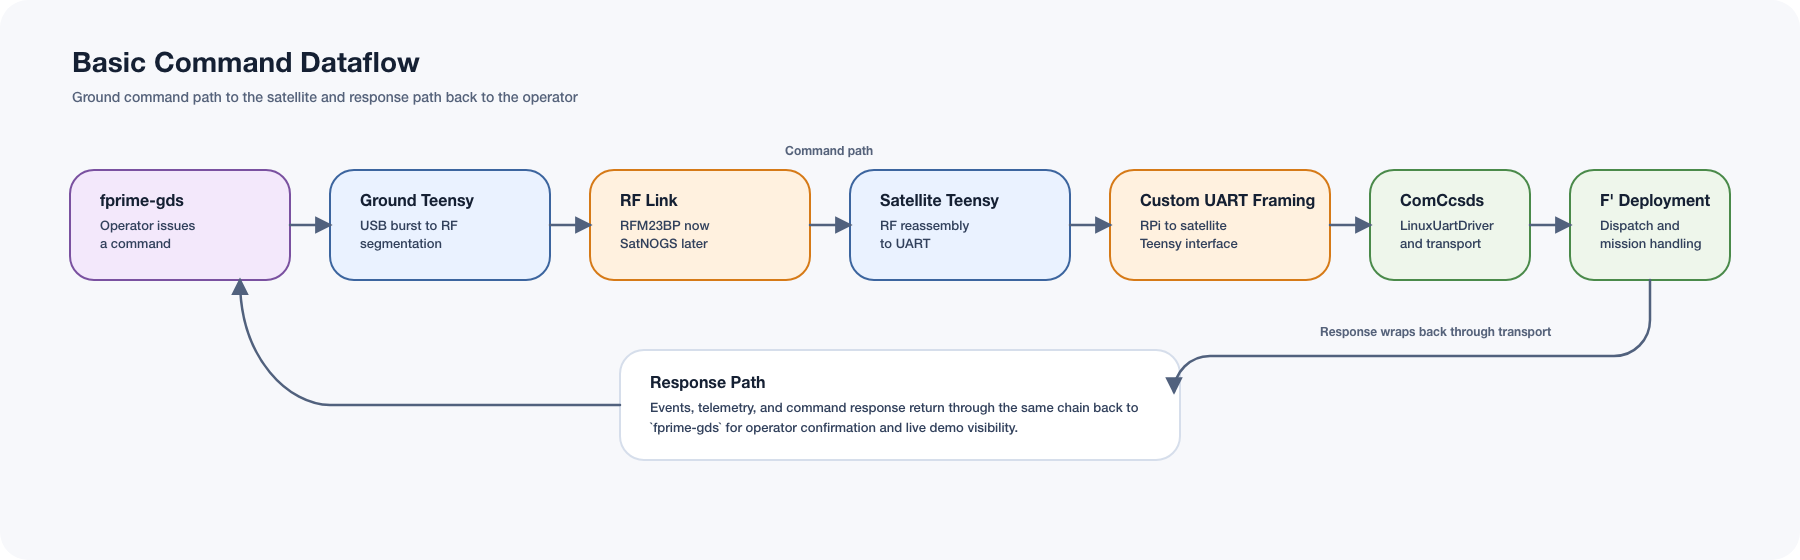 Basic Command Dataflow
Ground command path to the satellite and response path back to the operator
Command path
fprime-gds
Operator issues
a command
Ground Teensy
USB burst to RF
segmentation
RF Link
RFM23BP now
SatNOGS later
Satellite Teensy
RF reassembly
to UART
Custom UART Framing
RPi to satellite
Teensy interface
ComCcsds
LinuxUartDriver
and transport
F' Deployment
Dispatch and
mission handling
Response wraps back through transport
Response Path
Events, telemetry, and command response return through the same chain back to
`fprime-gds` for operator confirmation and live demo visibility.